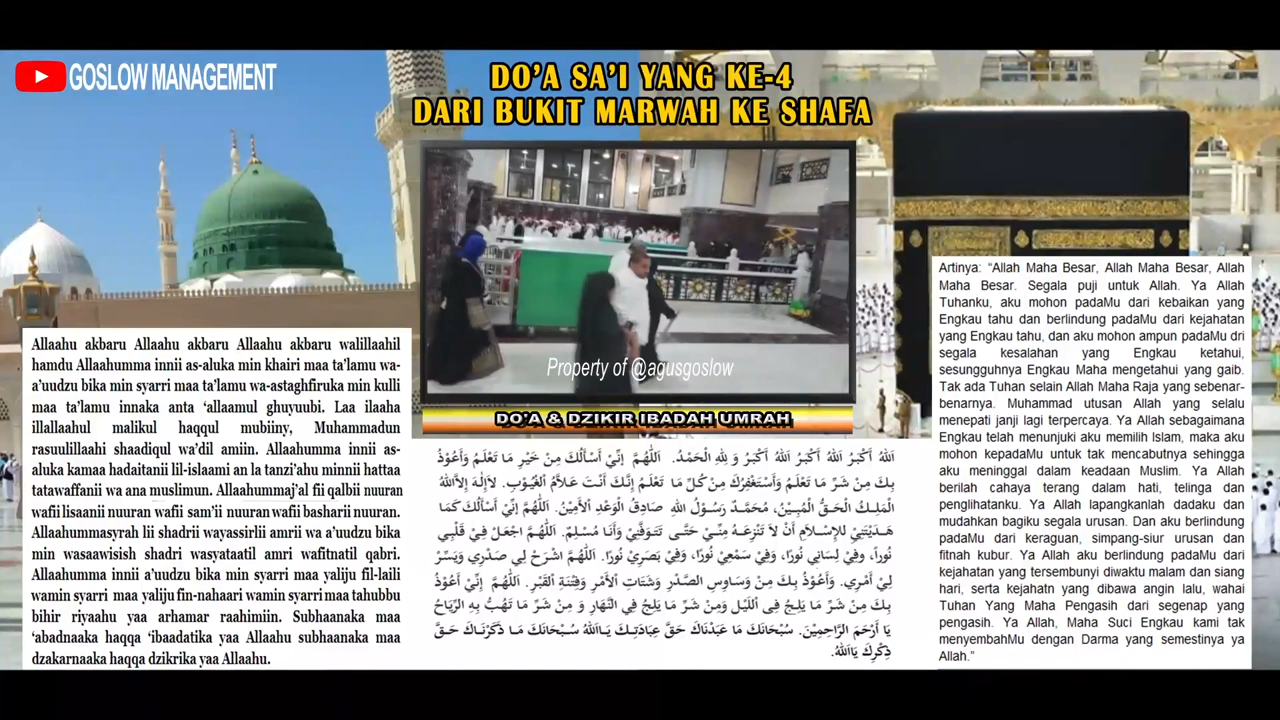 GOSLOW MANAGEMENT
DO'A SA'I YANG KE-4
DARI BUKIT MARWAH KE SHAFA
Property of @agusgoslow
DO'A & DZIKIR IBADAH UMRAH
Allaahu akbaru Allaahu akbaru Allaahu akbaru walillaahil
hamdu Allaahumma innii as-aluka min khairi maa ta'lamu wa-
a'uudzu bika min syarri maa ta'lamu wa-astaghfiruka min kulli
maa ta'lamu innaka anta 'allaamul ghuyuubi. Laa ilaaha
illallaahul malikul haqqul mubiiny, Muhammadun
rasuulillaahi shaadiqul wa'dil amiin. Allaahumma innii as-
aluka kamaa hadaitanii lil-islaami an la tanzi'ahu minnii hattaa
tatawaffanii wa ana muslimun. Allaahummaj'al fii qalbii nuuran
wafii lisaanii nuuran wafii sam'ii nuuran wafii basharii nuuran.
Allaahummasyrah lii shadrii wayassirlii amrii wa a'uudzu bika
min wasaawisish shadri wasyataatil amri wafitnatil qabri.
Allaahumma innii a'uudzu bika min syarri maa yaliju fil-laili
wamin syarri maa yaliju fin-nahaari wamin syarri maa tahubbu
bihir riyaahu yaa arhamar raahimiin. Subhaanaka maa
'abadnaaka haqqa 'ibaadatika yaa Allaahu subhaanaka maa
dzakarnaaka haqqa dzikrika yaa Allaahu.
اَللهُ أَكْبَرُ اَللهُ أَكْبَرُ اَللهُ أَكْبَرُ وَ لِلّٰهِ الْحَمْدُ. اَللّٰهُمَّ إِنِّيْ أَسْأَلُكَ مِنْ خَيْرِ مَا تَعْلَمُ وَأَعُوْذُ
بِكَ مِنْ شَرِّ مَا تَعْلَمُ وَأَسْتَغْفِرُكَ مِنْ كُلِّ مَا تَعْلَمُ إِنَّكَ أَنْتَ عَلاَّمُ الْغُيُوْبِ. لاَإِلٰهَ إِلاَّاللهُ
الْمَلِكُ الْحَقُّ الْمُبِيْنُ، مُحَمَّدٌ رَسُوْلُ اللهِ صَادِقُ الْوَعْدِ الْأَمِيْنُ. اَللّٰهُمَّ إِنِّيْ أَسْأَلُكَ كَمَا
هَدَيْتَنِيْ لِلْإِسْلَامِ أَنْ لَا تَنْزِعَهُ مِنِّيْ حَتَّى تَتَوَفَّنِيْ وَأَنَا مُسْلِمٌ. اَللّٰهُمَّ اجْعَلْ فِيْ قَلْبِيْ
نُوْراً، وفِيْ لِسَانِي نُوْرًا، وَفِيْ سَمْعِيْ نُوْرًا، وَفِيْ بَصَرِيْ نُوْرًا. اَللّٰهُمَّ اشْرَحْ لِي صَدْرِي وَيَسِّرْ
لِيْ أَمْرِي. وَأَعُوْذُ بِكَ مِنْ وَسَاوِسِ الصَّدْرِ وَشَتَاتِ الْأَمْرِ وَفِتْنَةِ الْقَبْرِ. اَللّٰهُمَّ إِنِّيْ أَعُوْذُ
بِكَ مِنْ شَرِّ مَا يَلِجُ فِى اللَّيْلِ وَمِنْ شَرِّ مَا يَلِجُ فِي النَّهَارِ وَ مِنْ شَرِّ مَا تَهُبُّ بِهِ الرِّيَاحُ
يَا أَرْحَمَ الرَّاحِمِيْنَ. سُبْحَانَكَ مَا عَبَدْنَاكَ حَقَّ عِبَادَتِكَ يَااَللهُ سُبْحَانَكَ مَا ذَكَرْنَاكَ حَقَّ
ذِكْرِكَ يَااَللهُ.
Artinya: "Allah Maha Besar, Allah Maha Besar, Allah
Maha Besar. Segala puji untuk Allah. Ya Allah
Tuhanku, aku mohon padaMu dari kebaikan yang
Engkau tahu dan berlindung padaMu dari kejahatan
yang Engkau tahu, dan aku mohon ampun padaMu dri
segala kesalahan yang Engkau ketahui,
sesungguhnya Engkau Maha mengetahui yang gaib.
Tak ada Tuhan selain Allah Maha Raja yang sebenar-
benarnya. Muhammad utusan Allah yang selalu
menepati janji lagi terpercaya. Ya Allah sebagaimana
Engkau telah menunjuki aku memilih Islam, maka aku
mohon kepadaMu untuk tak mencabutnya sehingga
aku meninggal dalam keadaan Muslim. Ya Allah
berilah cahaya terang dalam hati, telinga dan
penglihatanku. Ya Allah lapangkanlah dadaku dan
mudahkan bagiku segala urusan. Dan aku berlindung
padaMu dari keraguan, simpang-siur urusan dan
fitnah kubur. Ya Allah aku berlindung padaMu dari
kejahatan yang tersembunyi diwaktu malam dan siang
hari, serta kejahatn yang dibawa angin lalu, wahai
Tuhan Yang Maha Pengasih dari segenap yang
pengasih. Ya Allah, Maha Suci Engkau kami tak
menyembahMu dengan Darma yang semestinya ya
Allah."